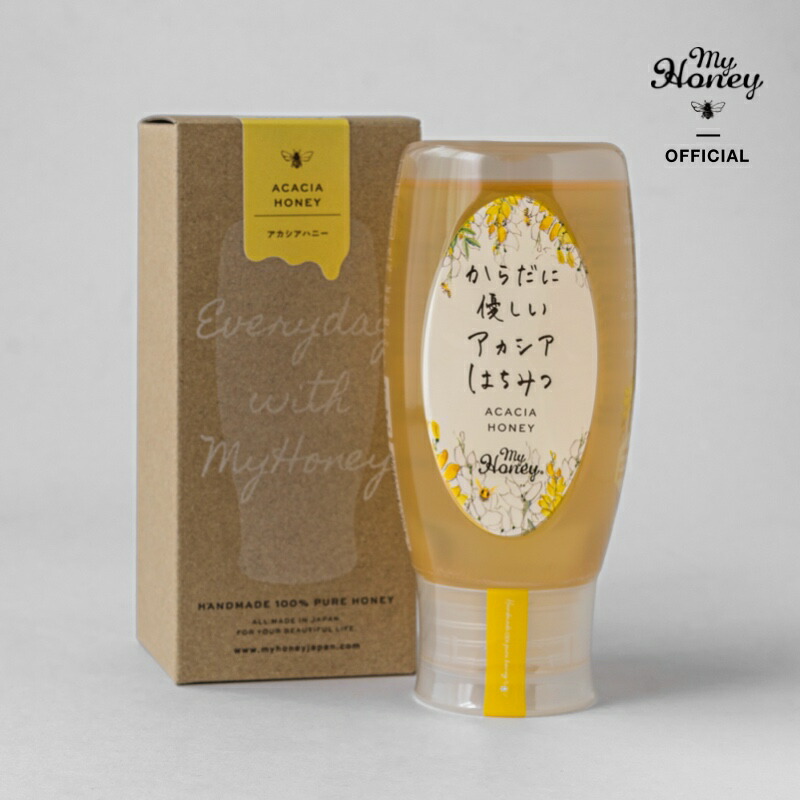 My
Honey
OFFICIAL
ACACIA
HONEY
アカシアハニー
Everyday
with
MyHoney
HANDMADE 100% PURE HONEY
ALL MADE IN JAPAN
FOR YOUR BEAUTIFUL LIFE
www.myhoneyjapan.com
からだに
優しい
アカシア
はちみつ
ACACIA
HONEY
My
Honey